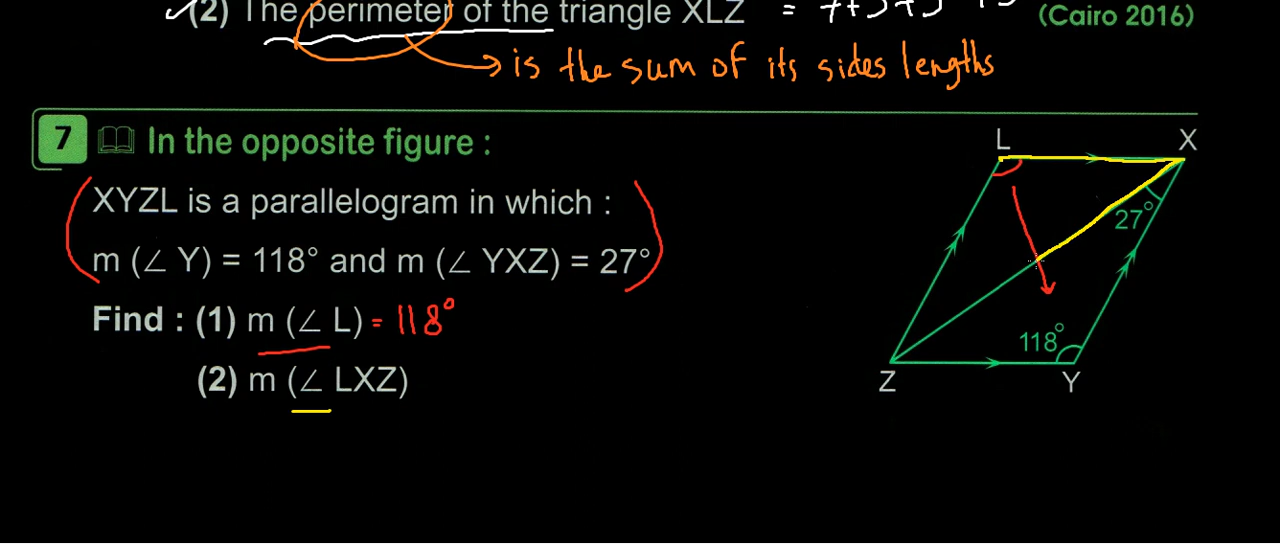 (2) The perimeter of the triangle XLZ =
(Cairo 2016)
is the sum of its sides lengths
7 In the opposite figure :
XYZL is a parallelogram in which :
m (∠ Y) = 118° and m (∠ YXZ) = 27°
Find : (1) m (∠ L) = 118°
(2) m (∠ LXZ)
L X
27°
118°
Z Y